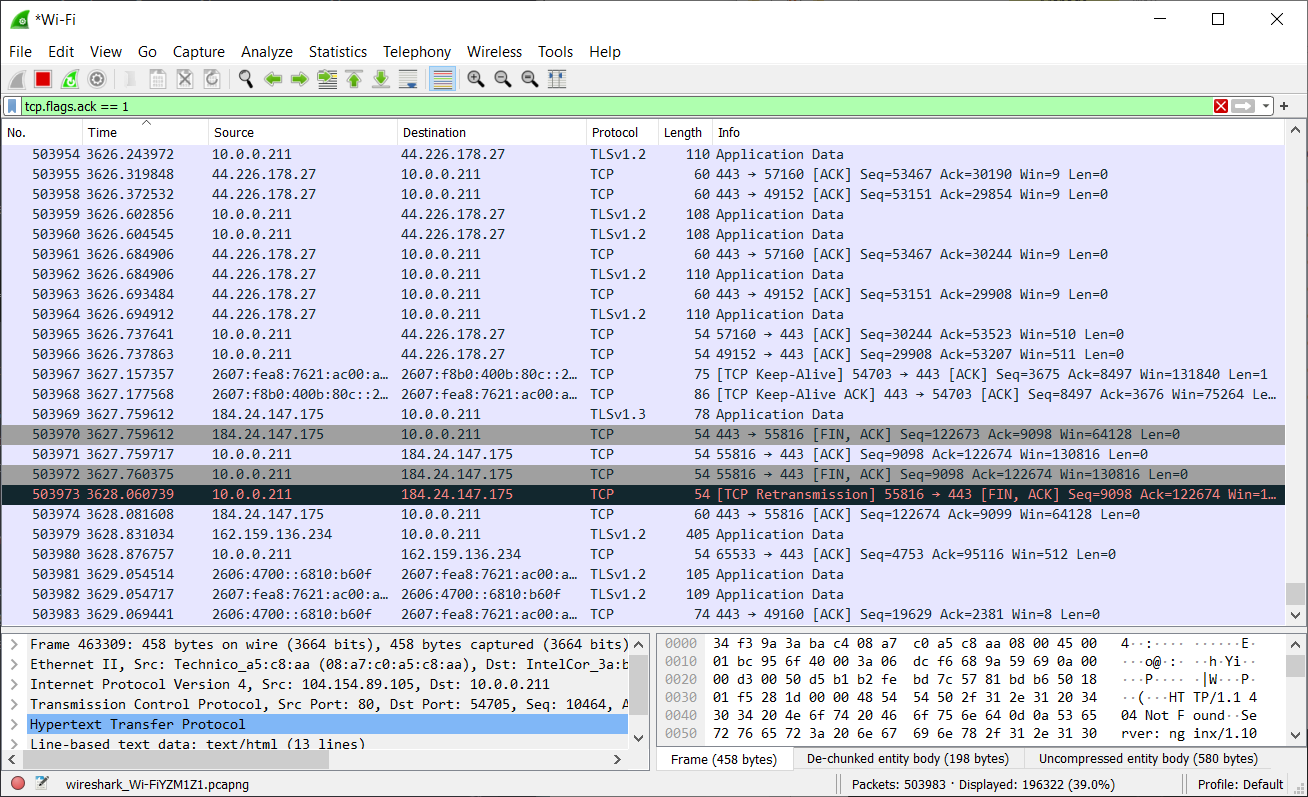 *Wi-Fi
File Edit View Go Capture Analyze Statistics Telephony Wireless Tools Help
tcp.flags.ack == 1
No. Time Source Destination Protocol Length Info
503954 3626.243972 10.0.0.211 44.226.178.27 TLSv1.2 110 Application Data
503955 3626.319848 44.226.178.27 10.0.0.211 TCP 60 443 → 57160 [ACK] Seq=53467 Ack=30190 Win=9 Len=0
503958 3626.372532 44.226.178.27 10.0.0.211 TCP 60 443 → 49152 [ACK] Seq=53151 Ack=29854 Win=9 Len=0
503959 3626.602856 10.0.0.211 44.226.178.27 TLSv1.2 108 Application Data
503960 3626.604545 10.0.0.211 44.226.178.27 TLSv1.2 108 Application Data
503961 3626.684906 44.226.178.27 10.0.0.211 TCP 60 443 → 57160 [ACK] Seq=53467 Ack=30244 Win=9 Len=0
503962 3626.684906 44.226.178.27 10.0.0.211 TLSv1.2 110 Application Data
503963 3626.693484 44.226.178.27 10.0.0.211 TCP 60 443 → 49152 [ACK] Seq=53151 Ack=29908 Win=9 Len=0
503964 3626.694912 44.226.178.27 10.0.0.211 TLSv1.2 110 Application Data
503965 3626.737641 10.0.0.211 44.226.178.27 TCP 54 57160 → 443 [ACK] Seq=30244 Ack=53523 Win=510 Len=0
503966 3626.737863 10.0.0.211 44.226.178.27 TCP 54 49152 → 443 [ACK] Seq=29908 Ack=53207 Win=511 Len=0
503967 3627.157357 2607:fea8:7621:ac00:a… 2607:f8b0:400b:80c::2… TCP 75 [TCP Keep-Alive] 54703 → 443 [ACK] Seq=3675 Ack=8497 Win=131840 Len=1
503968 3627.177568 2607:f8b0:400b:80c::2… 2607:fea8:7621:ac00:a… TCP 86 [TCP Keep-Alive ACK] 443 → 54703 [ACK] Seq=8497 Ack=3676 Win=75264 Le…
503969 3627.759612 184.24.147.175 10.0.0.211 TLSv1.3 78 Application Data
503970 3627.759612 184.24.147.175 10.0.0.211 TCP 54 443 → 55816 [FIN, ACK] Seq=122673 Ack=9098 Win=64128 Len=0
503971 3627.759717 10.0.0.211 184.24.147.175 TCP 54 55816 → 443 [ACK] Seq=9098 Ack=122674 Win=130816 Len=0
503972 3627.760375 10.0.0.211 184.24.147.175 TCP 54 55816 → 443 [FIN, ACK] Seq=9098 Ack=122674 Win=130816 Len=0
503973 3628.060739 10.0.0.211 184.24.147.175 TCP 54 [TCP Retransmission] 55816 → 443 [FIN, ACK] Seq=9098 Ack=122674 Win=1…
503974 3628.081608 184.24.147.175 10.0.0.211 TCP 60 443 → 55816 [ACK] Seq=122674 Ack=9099 Win=64128 Len=0
503979 3628.831034 162.159.136.234 10.0.0.211 TLSv1.2 405 Application Data
503980 3628.876757 10.0.0.211 162.159.136.234 TCP 54 65533 → 443 [ACK] Seq=4753 Ack=95116 Win=512 Len=0
503981 3629.054514 2606:4700::6810:b60f 2607:fea8:7621:ac00:a… TLSv1.2 105 Application Data
503982 3629.054717 2607:fea8:7621:ac00:a… 2606:4700::6810:b60f TLSv1.2 109 Application Data
503983 3629.069441 2606:4700::6810:b60f 2607:fea8:7621:ac00:a… TCP 74 443 → 49160 [ACK] Seq=19629 Ack=2381 Win=8 Len=0
Frame 463309: 458 bytes on wire (3664 bits), 458 bytes captured (3664 bits)
Ethernet II, Src: Technico_a5:c8:aa (08:a7:c0:a5:c8:aa), Dst: IntelCor_3a:b
Internet Protocol Version 4, Src: 104.154.89.105, Dst: 10.0.0.211
Transmission Control Protocol, Src Port: 80, Dst Port: 54705, Seq: 10464, A
Hypertext Transfer Protocol
Line-based text data: text/html (13 lines)
0000 34 f3 9a 3a ba c4 08 a7 c0 a5 c8 aa 08 00 45 00 4··:···· ······E·
0010 01 bc 95 6f 40 00 3a 06 dc f6 68 9a 59 69 0a 00 ···o@·:· ··h·Yi··
0020 00 d3 00 50 d5 b1 b2 fe bd 7c 57 81 bd b6 50 18 ···P···· ·|W···P·
0030 01 f5 28 1d 00 00 48 54 54 50 2f 31 2e 31 20 34 ··(···HT TP/1.1 4
0040 30 34 20 4e 6f 74 20 46 6f 75 6e 64 0d 0a 53 65 04 Not F ound··Se
0050 72 76 65 72 3a 20 6e 67 69 6e 78 2f 31 2e 31 30 rver: ng inx/1.10
Frame (458 bytes) De-chunked entity body (198 bytes) Uncompressed entity body (580 bytes)
wireshark_Wi-FiYZM1Z1.pcapng Packets: 503983 · Displayed: 196322 (39.0%) Profile: Default